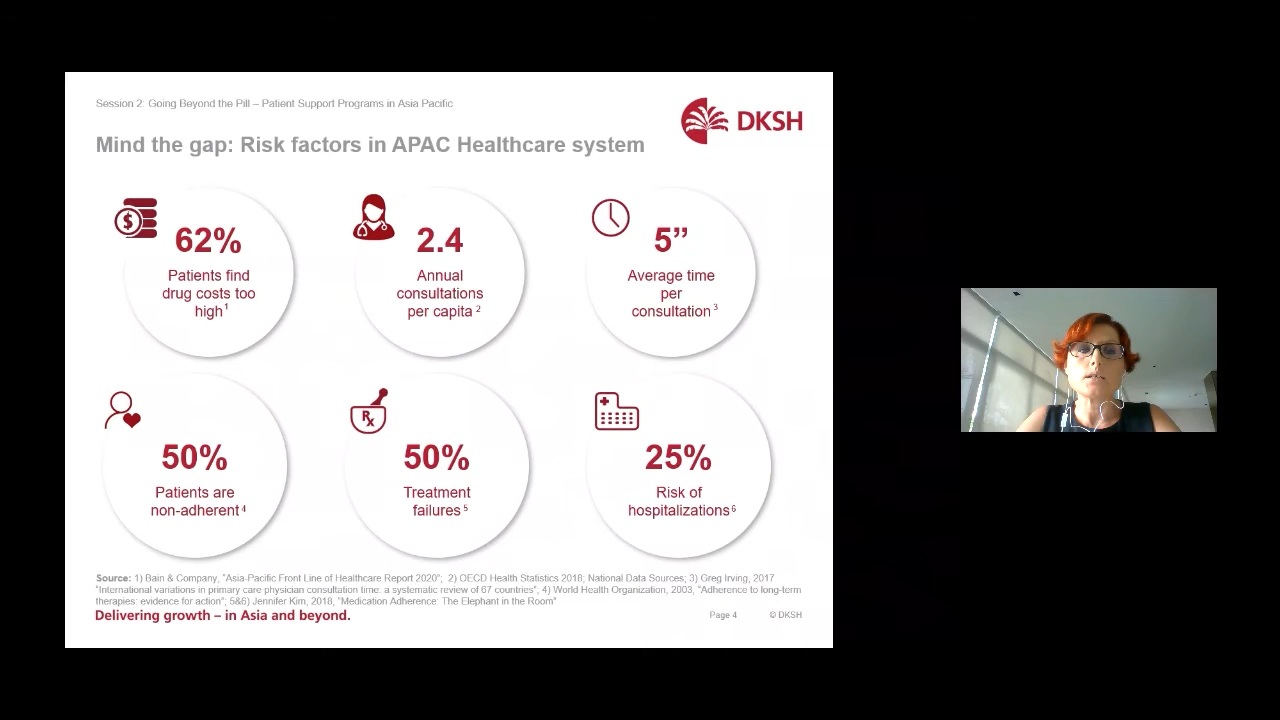 Session 2: Going Beyond the Pill – Patient Support Programs in Asia Pacific
DKSH
Mind the gap: Risk factors in APAC Healthcare system
$
62%
Patients find
drug costs too
high1
2.4
Annual
consultations
per capita 2
5”
Average time
per
consultation 3
50%
Patients are
non-adherent 4
Rx
50%
Treatment
failures 5
25%
Risk of
hospitalizations 6
Source: 1) Bain & Company, "Asia-Pacific Front Line of Healthcare Report 2020"; 2) OECD Health Statistics 2018; National Data Sources; 3) Greg Irving, 2017
"International variations in primary care physician consultation time: a systematic review of 67 countries"; 4) World Health Organization, 2003, "Adherence to long-term
therapies: evidence for action"; 5&6) Jennifer Kim, 2018, "Medication Adherence: The Elephant in the Room"
Delivering growth – in Asia and beyond.
Page 4
© DKSH